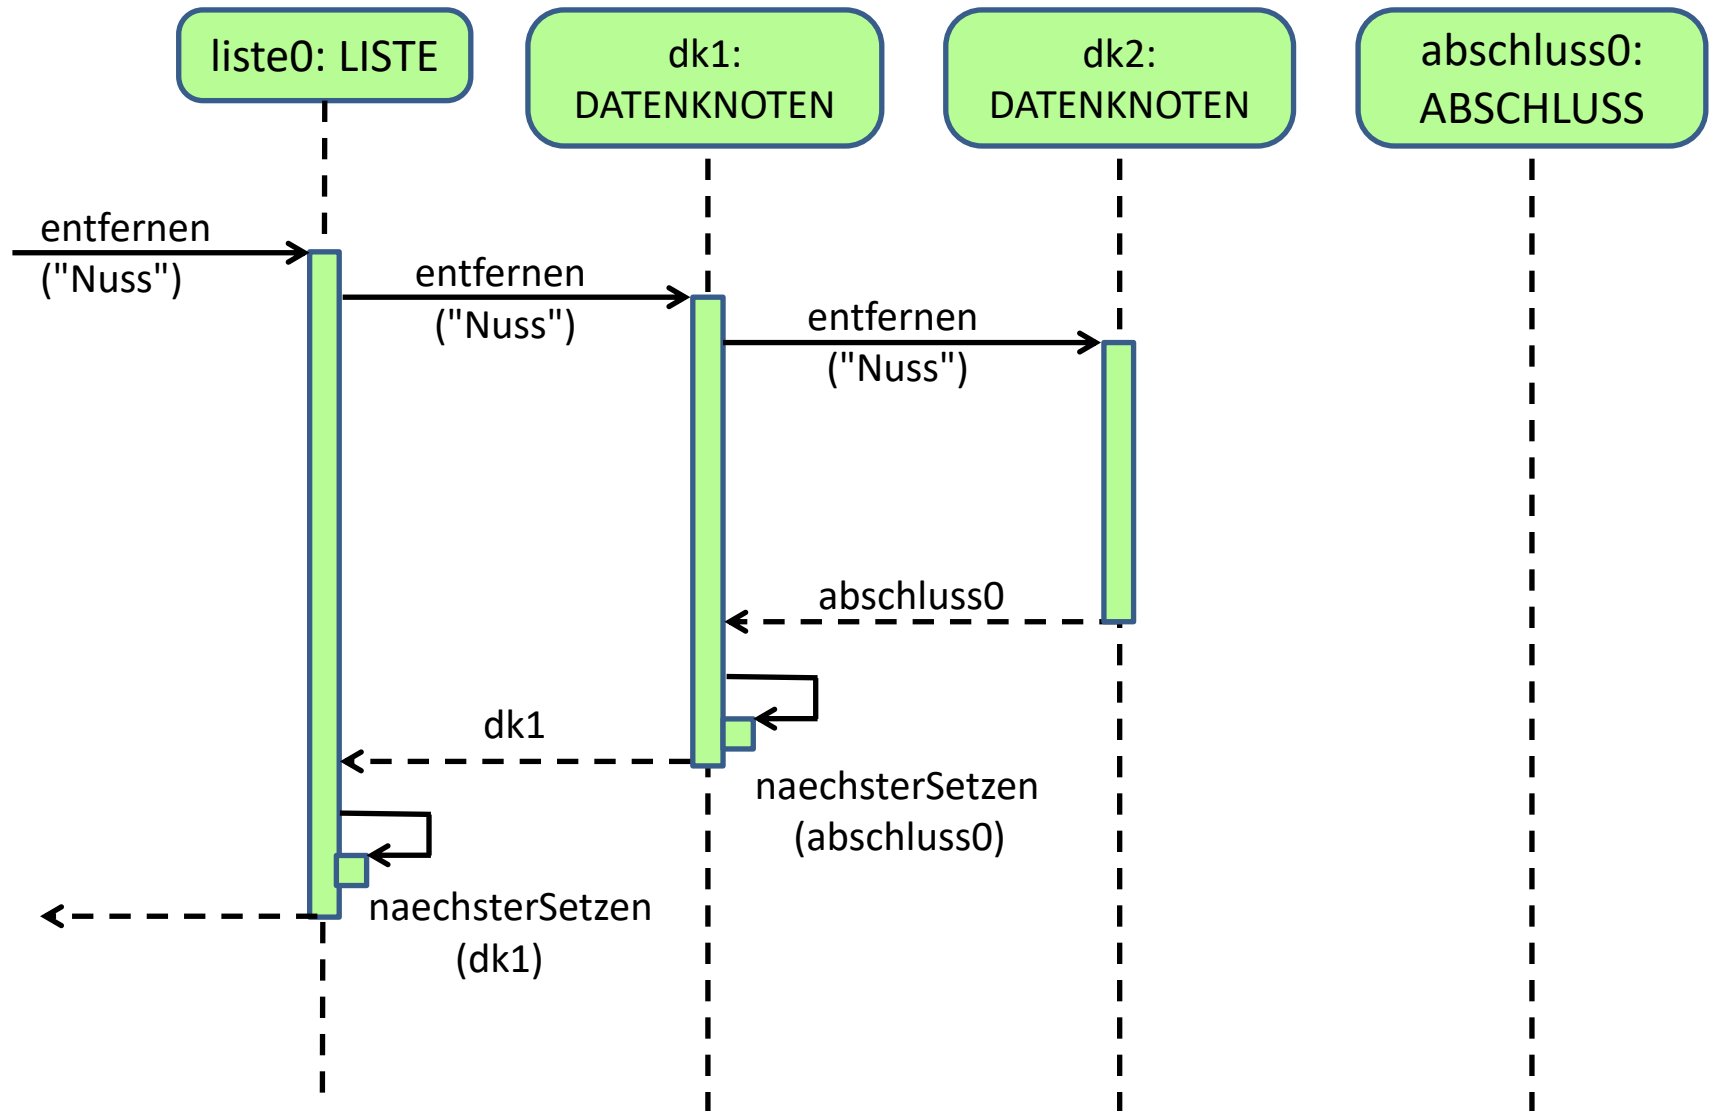 liste0: LISTE
dk1:
DATENKNOTEN
dk2:
DATENKNOTEN
abschluss0:
ABSCHLUSS
entfernen
("Nuss")
entfernen
("Nuss")
entfernen
("Nuss")
abschluss0
dk1
naechsterSetzen
(abschluss0)
naechsterSetzen
(dk1)